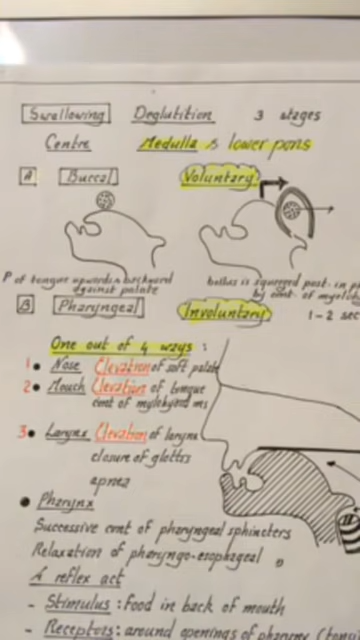 Swallowing Deglutition 3 stages
Centre Medulla & lower pons
A Buccal Voluntary
P of tongue upwards & backward
against palate
bolus is squeezed post. in
by cont. of
B Pharyngeal Involuntary 1-2 sec
One out of 4 ways:
1 • Nose Elevation of soft palate
2 • Mouth Elevation of tongue
cont of mylohyoid ms
3 • Larynx Elevation of larynx
closure of glottis
apnea
• Pharynx
Successive cont of pharyngeal sphincters
Relaxation of pharyngo-esophageal
A reflex act
- Stimulus : food in back of mouth
- Receptors: around openings of pharynx